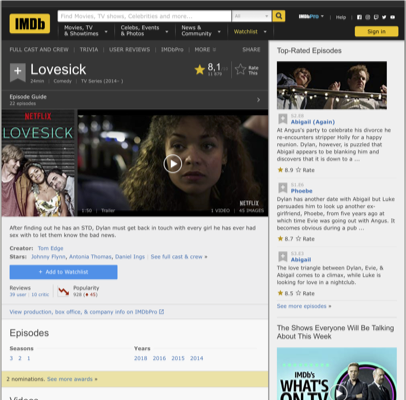 IMDb
Find Movies, TV shows, Celebrities and more...
All
Movies, TV
& Showtimes
Celebs, Events
& Photos
News &
Community
Watchlist
IMDbPro
Help
Sign in
FULL CAST AND CREW | TRIVIA | USER REVIEWS | IMDbPro | MORE
SHARE
Lovesick
24min | Comedy | TV Series (2014– )
8,1
Rate
This
Episode Guide
22 episodes
NETFLIX
LOVESICK
1:50 | Trailer
NETFLIX
1 VIDEO | 45 IMAGES
After finding out he has an STD, Dylan must get back in touch with every girl he has ever had
sex with to let them know the bad news.
Creator: Tom Edge
Stars: Johnny Flynn, Antonia Thomas, Daniel Ings | See full cast & crew »
+ Add to Watchlist
Reviews
39 user | 10 critic
Popularity
928 ( 45)
View production, box office, & company info on IMDbPro
Episodes
Seasons
3 2 1
Years
2018 2016 2015 2014
2 nominations. See more awards »
Videos
Top-Rated Episodes
Abigail (Again)
At Angus's party to celebrate his divorce he
re-encounters stripper Holly for a happy
reunion. Dylan, however, is puzzled that
Abigail appears to be blanking him and
discovers that it is down to a ...
8.9 Rate
Phoebe
Dylan has another date with Abigail but Luke
persuades him to look up another ex-
girlfriend, Phoebe, from five years ago at
which time Evie was going out with Angus. It
becomes obvious during a pub ...
8.7 Rate
Abigail
The love triangle between Dylan, Evie, &
Abigail comes to a climax, while Luke is
looking for love in a nightclub.
8.5 Rate
See more episodes »
The Shows Everyone Will Be Talking
About This Week
IMDb's
WHAT'S
ON TV